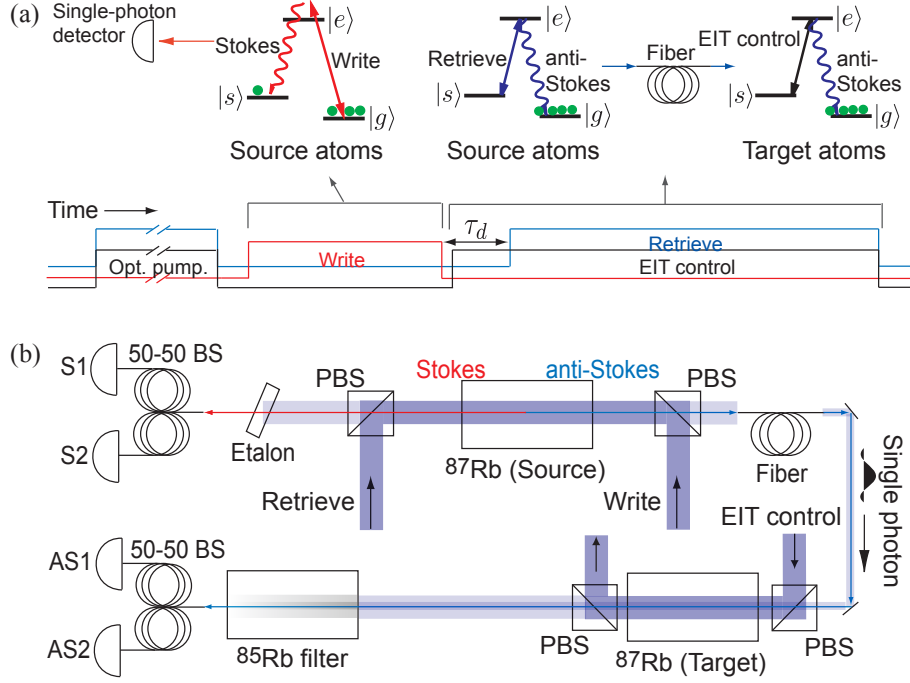 (a)
Single-photon
detector
Stokes
Write
|e⟩
|s⟩
|g⟩
Source atoms
Retrieve
anti-
Stokes
|e⟩
|s⟩
|g⟩
Source atoms
Fiber
EIT control
anti-
Stokes
|e⟩
|s⟩
|g⟩
Target atoms
Time
Opt. pump.
Write
τd
Retrieve
EIT control
(b)
S1
50-50 BS
S2
Etalon
PBS
Stokes
anti-Stokes
PBS
87Rb (Source)
Retrieve
Write
Fiber
Single photon
EIT control
AS1
50-50 BS
AS2
85Rb filter
PBS
87Rb (Target)
PBS